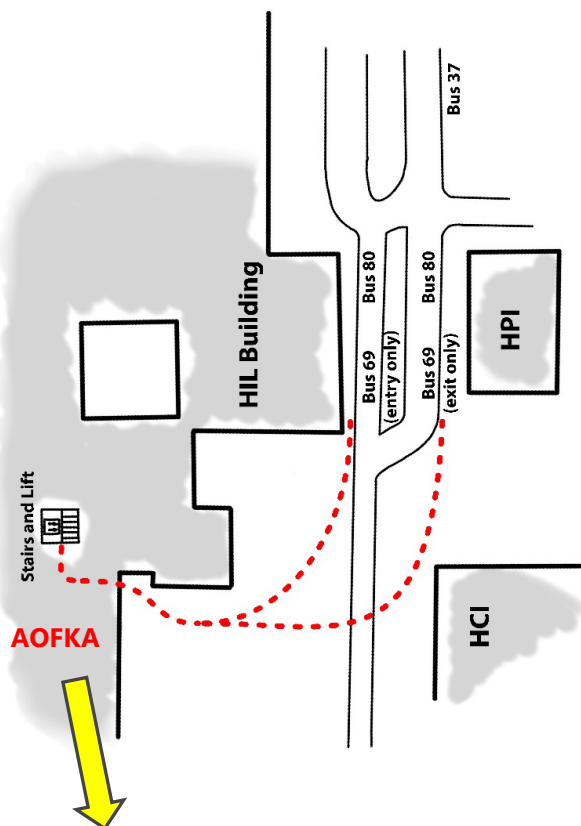 Bus 37
Bus 80
Bus 80
HIL Building
HPI
Bus 69
(entry only)
Bus 69
(exit only)
Stairs and Lift
HCI
AOFKA